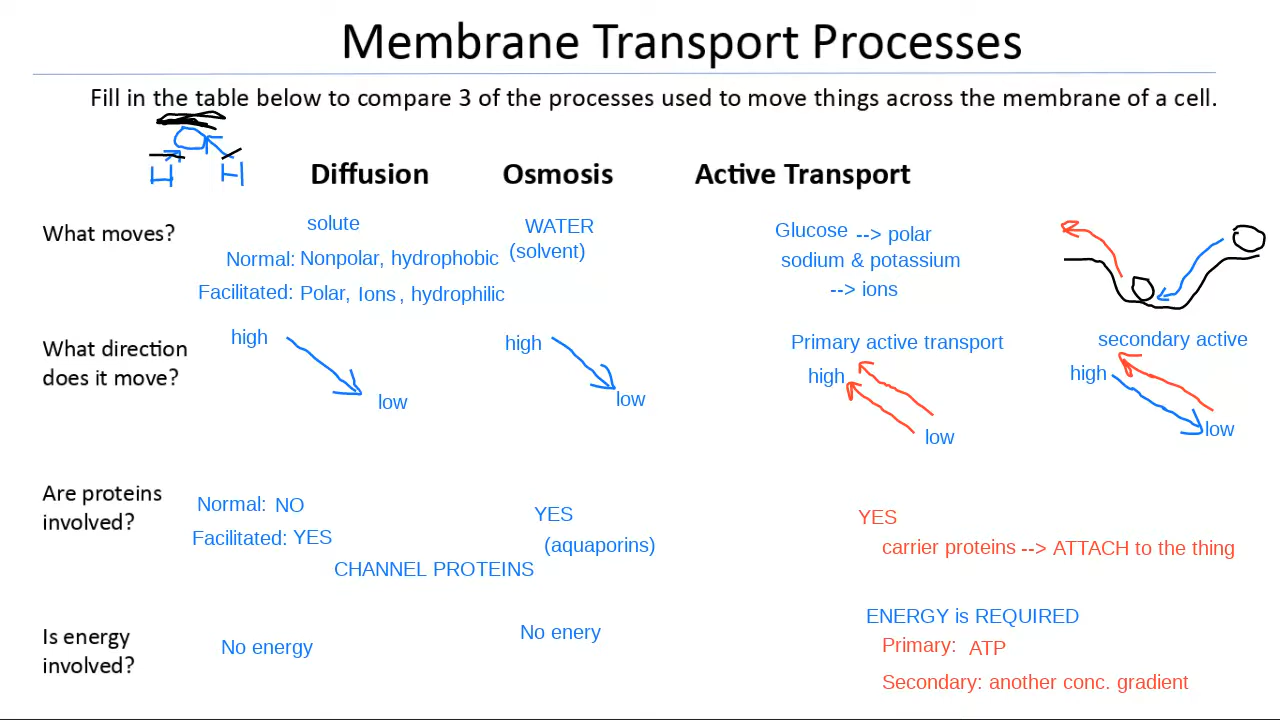 Membrane Transport Processes
Fill in the table below to compare 3 of the processes used to move things across the membrane of a cell.
H H
Diffusion Osmosis Active Transport
What moves?
solute
Normal: Nonpolar, hydrophobic
Facilitated: Polar, Ions, hydrophilic
WATER
(solvent)
Glucose --> polar
sodium & potassium
--> ions
What direction
does it move?
high
low
high
low
Primary active transport
high
low
secondary active
high
low
Are proteins
involved?
Normal: NO
Facilitated: YES
CHANNEL PROTEINS
YES
(aquaporins)
YES
carrier proteins --> ATTACH to the thing
Is energy
involved?
No energy
No enery
ENERGY is REQUIRED
Primary: ATP
Secondary: another conc. gradient